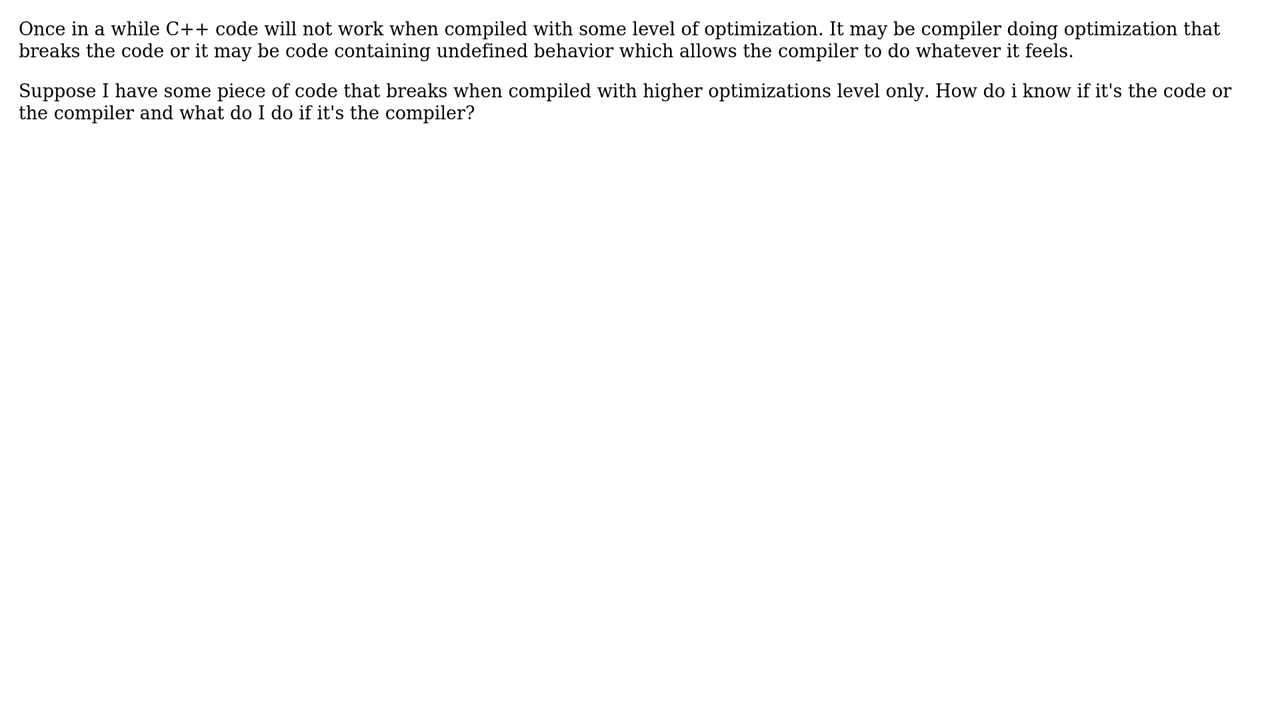 Once in a while C++ code will not work when compiled with some level of optimization. It may be compiler doing optimization that
breaks the code or it may be code containing undefined behavior which allows the compiler to do whatever it feels.
Suppose I have some piece of code that breaks when compiled with higher optimizations level only. How do i know if it's the code or
the compiler and what do I do if it's the compiler?